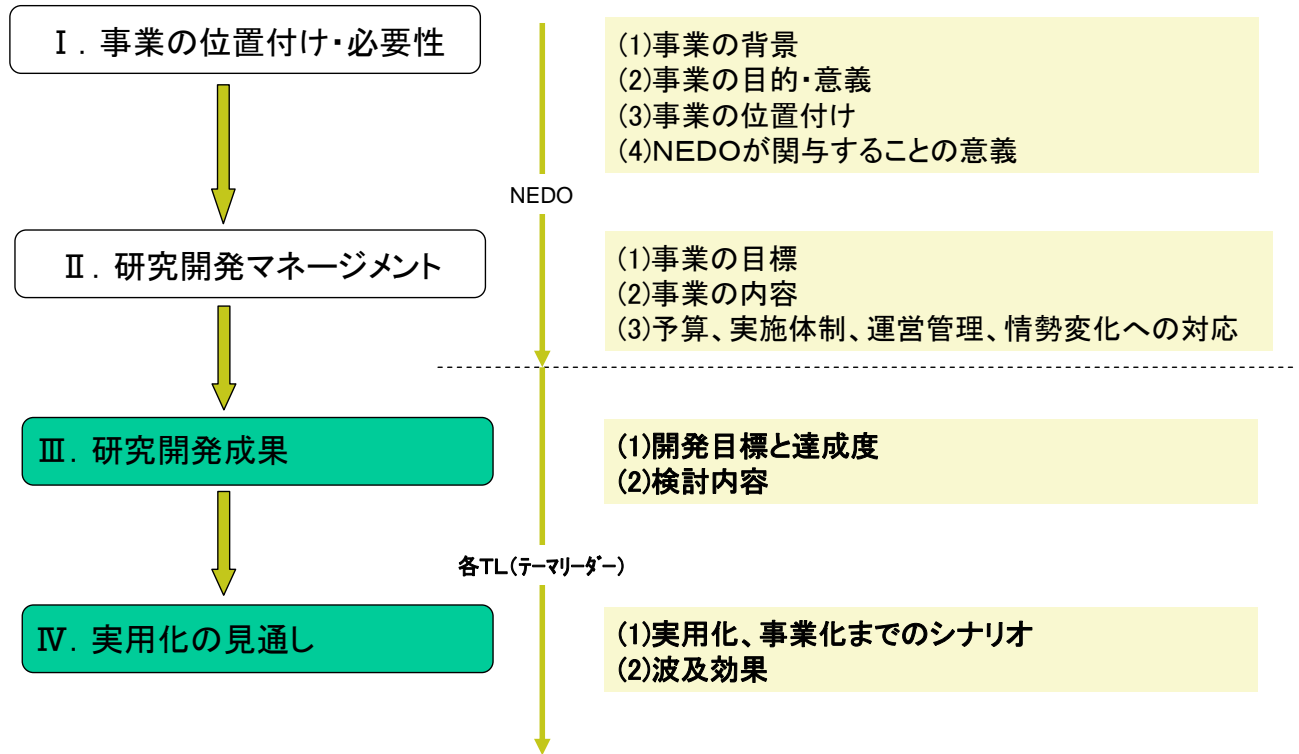 Ⅰ．事業の位置付け・必要性
(1)事業の背景
(2)事業の目的・意義
(3)事業の位置付け
(4)NEDOが関与することの意義
NEDO
Ⅱ．研究開発マネージメント
(1)事業の目標
(2)事業の内容
(3)予算、実施体制、運営管理、情勢変化への対応
Ⅲ．研究開発成果
(1)開発目標と達成度
(2)検討内容
各TL(ﾃｰﾏﾘｰﾀﾞｰ)
Ⅳ．実用化の見通し
(1)実用化、事業化までのシナリオ
(2)波及効果